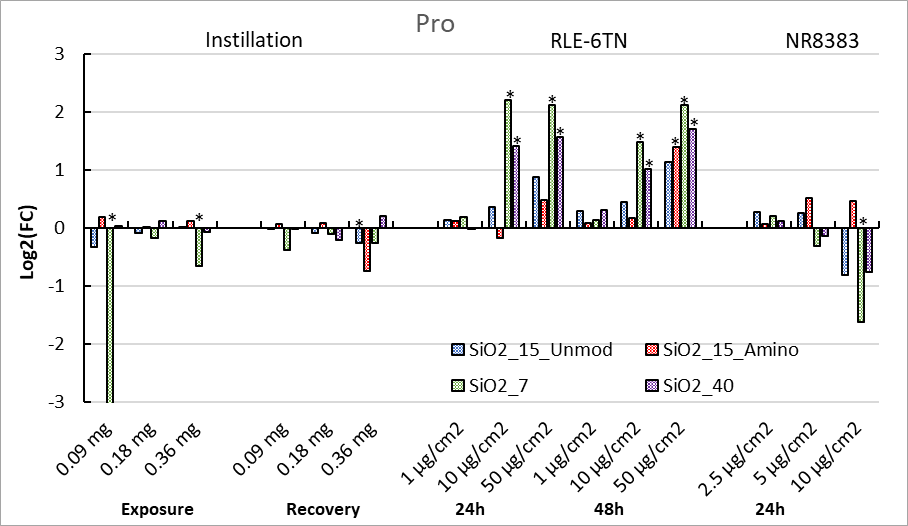 Pro
Instillation RLE-6TN NR8383
Log2(FC)
3
2
1
0
-1
-2
-3
* * * * * * * * * * * * *
SiO2_15_Unmod SiO2_15_Amino
SiO2_7 SiO2_40
0.09 mg 0.18 mg 0.36 mg 0.09 mg 0.18 mg 0.36 mg 1 µg/cm2 10 µg/cm2 50 µg/cm2 1 µg/cm2 10 µg/cm2 50 µg/cm2 2.5 µg/cm2 5 µg/cm2 10 µg/cm2
Exposure Recovery 24h 48h 24h